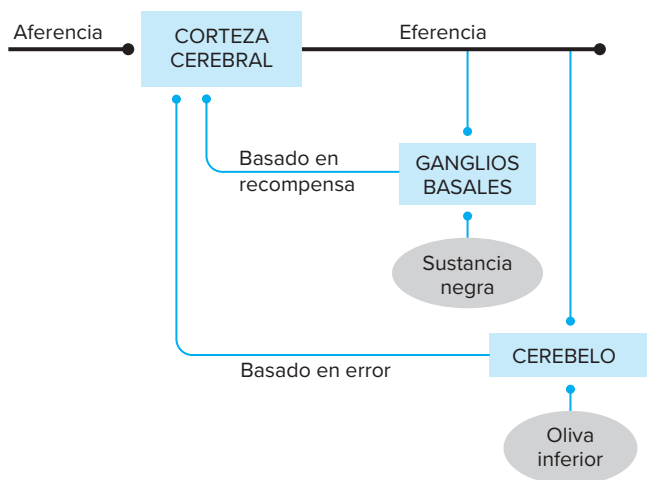 Aferencia
CORTEZA
CEREBRAL
Eferencia
Basado en
recompensa
GANGLIOS
BASALES
Sustancia
negra
Basado en error
CEREBELO
Oliva
inferior